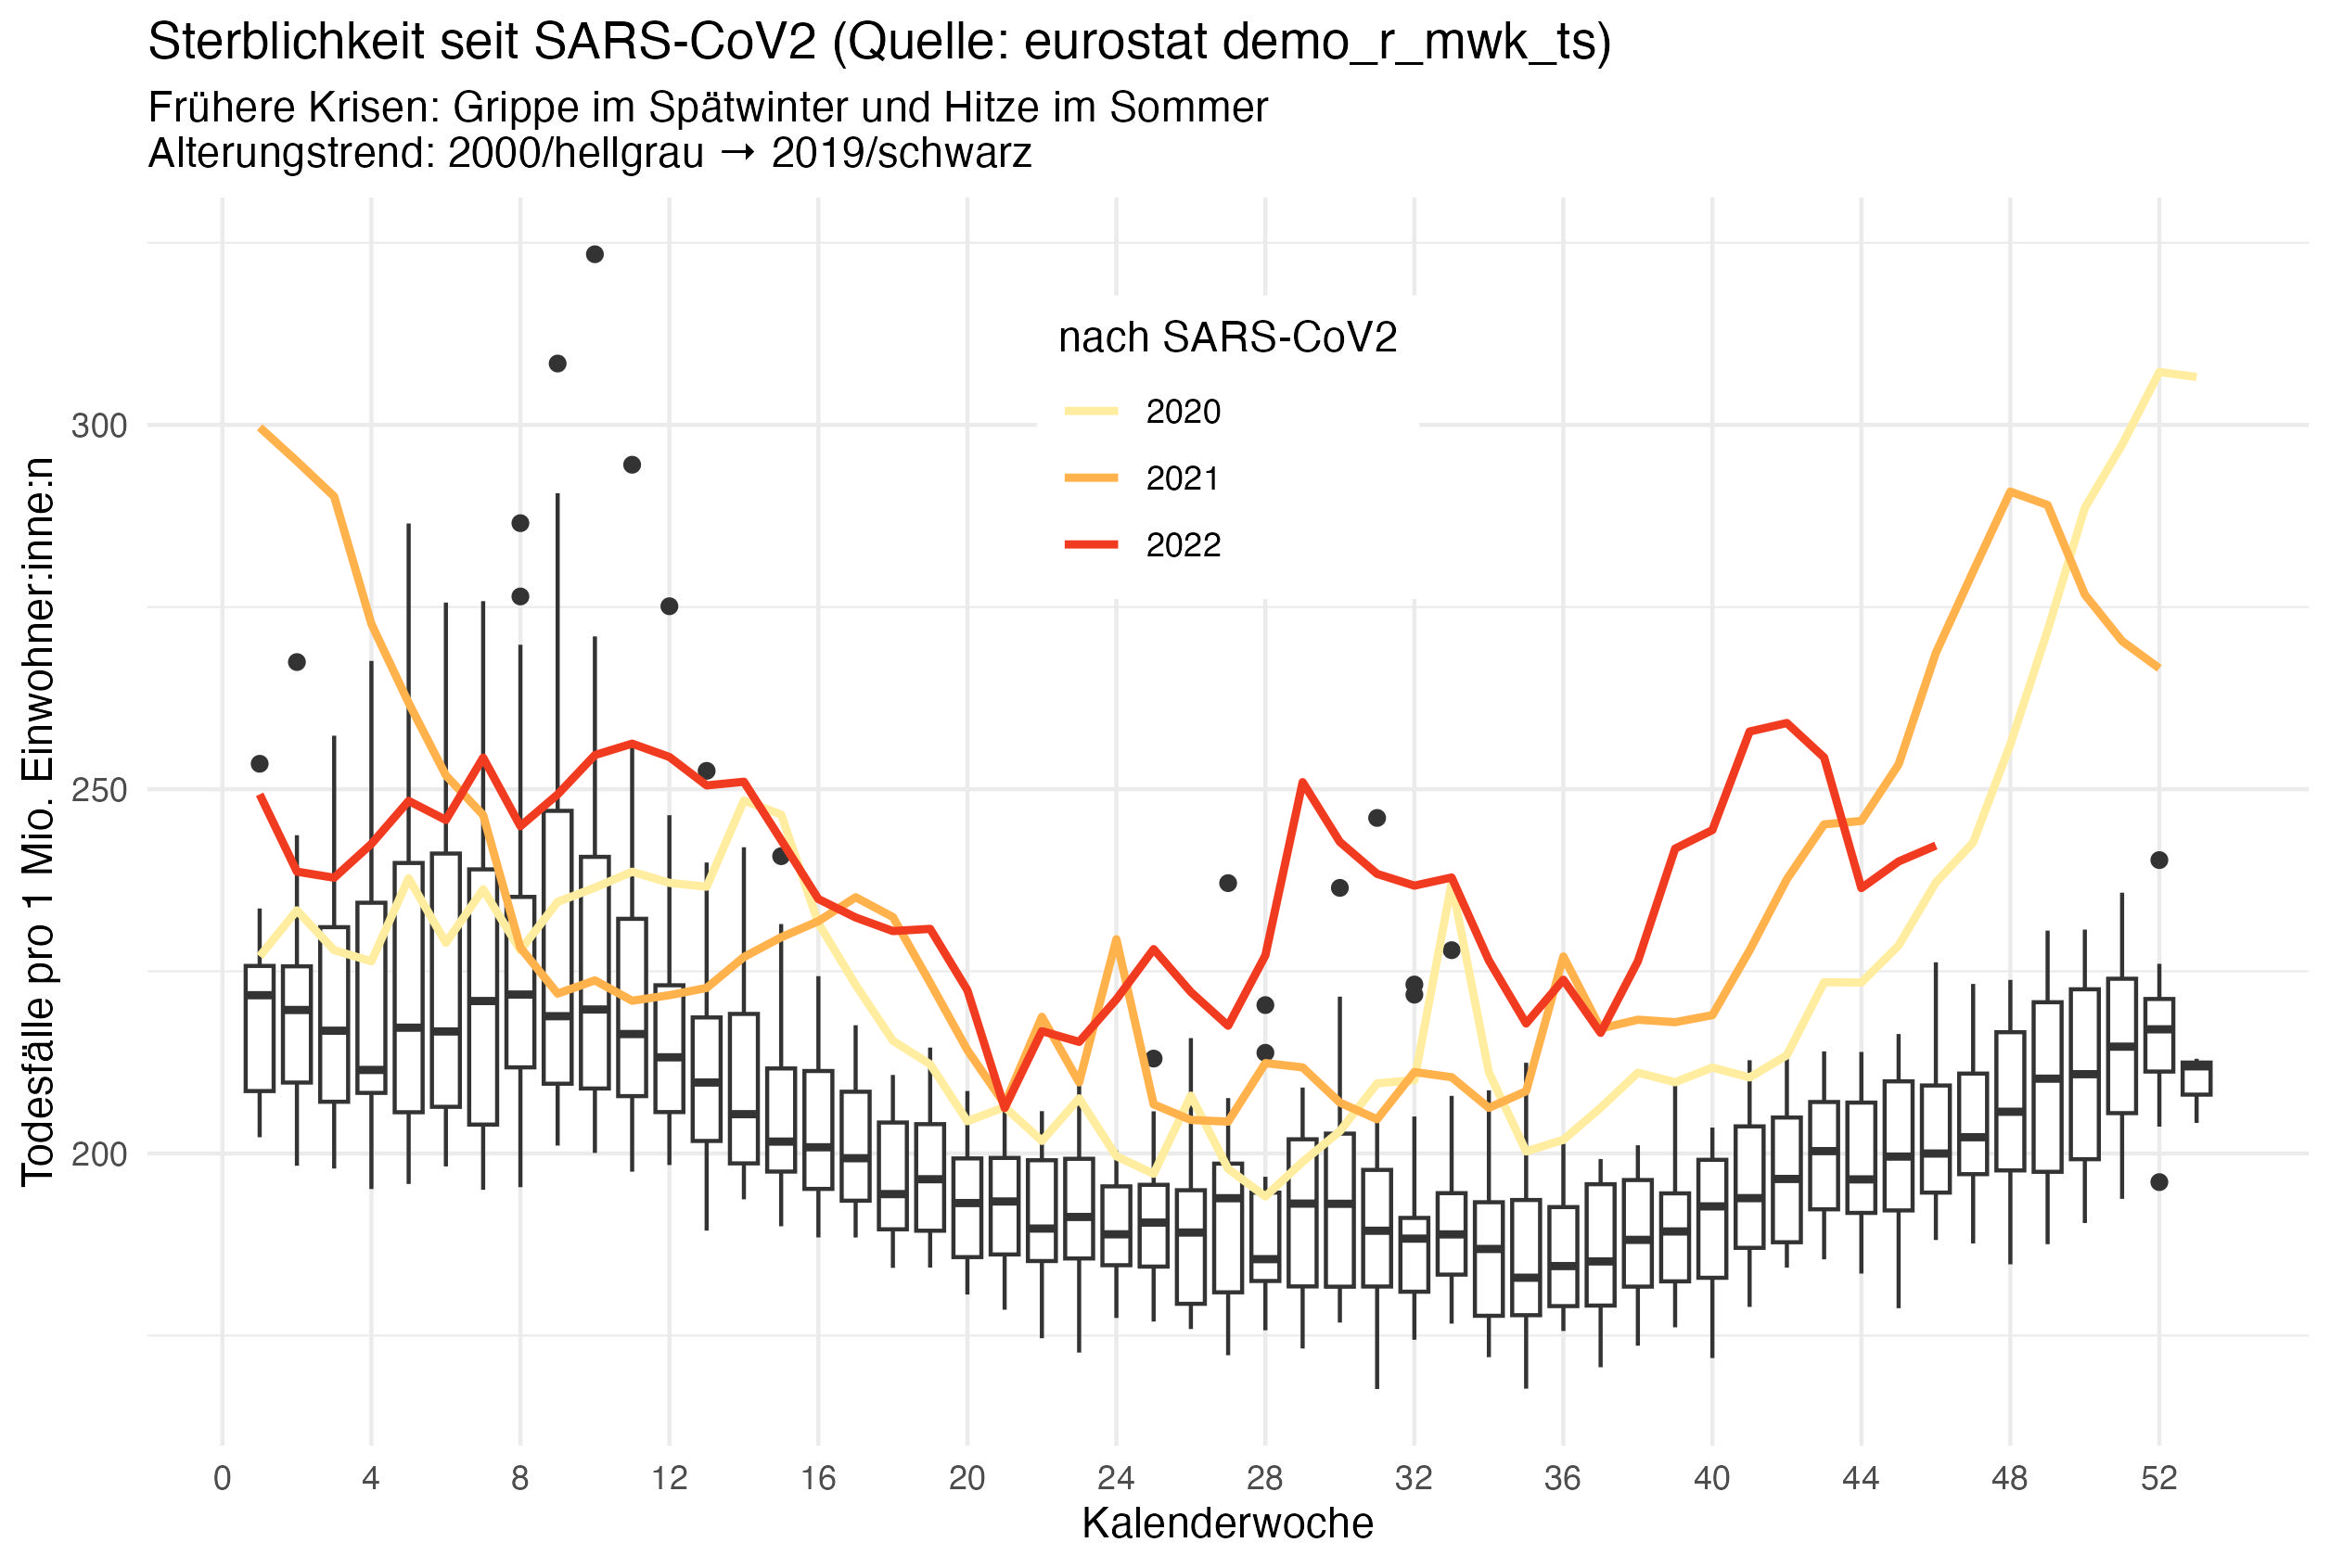 Sterblichkeit seit SARS-CoV2 (Quelle: eurostat demo_r_mwk_ts)
Frühere Krisen: Grippe im Spätwinter und Hitze im Sommer
Alterungstrend: 2000/hellgrau → 2019/schwarz
Todesfälle pro 1 Mio. Einwohner:inne:n
300
250
200
nach SARS-CoV2
2020
2021
2022
0 4 8 12 16 20 24 28 32 36 40 44 48 52
Kalenderwoche